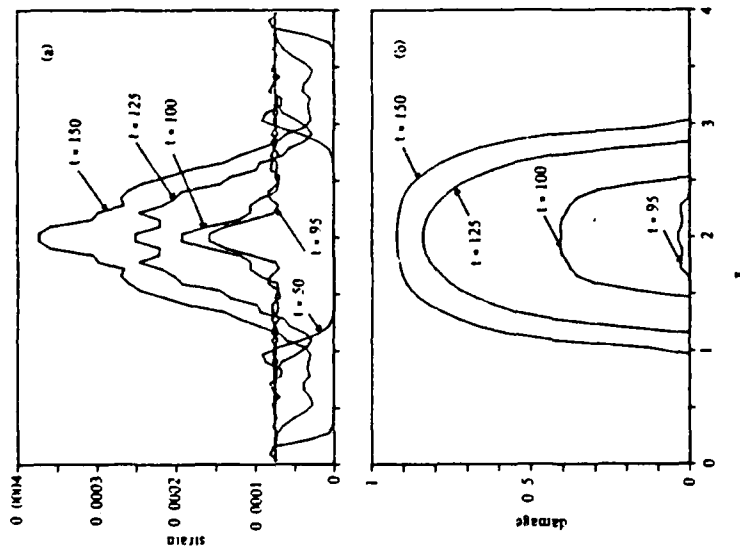 0 0004
0 0003
0 0002
0 0001
0
strain
(a)
t = 150
t = 125
t = 100
t = 95
t = 50
1
0 5
0
damage
(b)
t = 150
t = 125
t = 100
t = 95
0
1
2
3
4